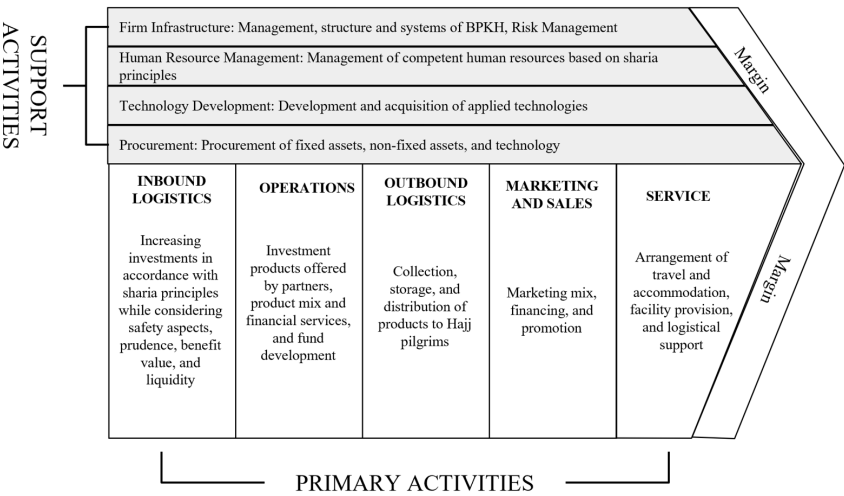 SUPPORT
ACTIVITIES
Firm Infrastructure: Management, structure and systems of BPKH, Risk Management
Human Resource Management: Management of competent human resources based on sharia
principles
Technology Development: Development and acquisition of applied technologies
Procurement: Procurement of fixed assets, non-fixed assets, and technology
Margin
INBOUND
LOGISTICS
Increasing
investments in
accordance with
sharia principles
while considering
safety aspects,
prudence, benefit
value, and
liquidity
OPERATIONS
Investment
products offered
by partners,
product mix and
financial services,
and fund
development
OUTBOUND
LOGISTICS
Collection,
storage, and
distribution of
products to Hajj
pilgrims
MARKETING
AND SALES
Marketing mix,
financing, and
promotion
SERVICE
Arrangement of
travel and
accommodation,
facility provision,
and logistical
support
Margin
PRIMARY ACTIVITIES